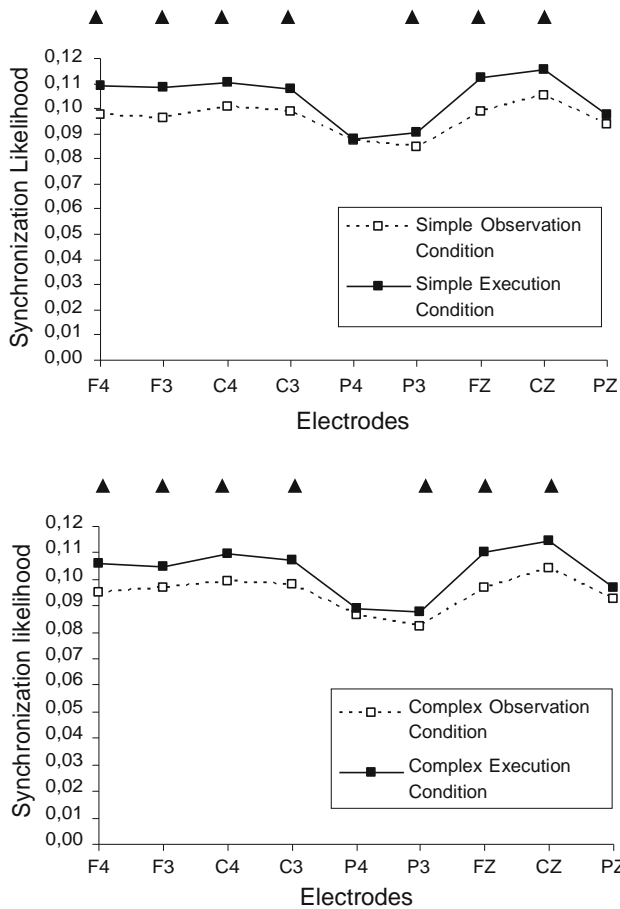 ▲ ▲ ▲ ▲ ▲ ▲ ▲
Synchronization Likelihood
0,12
0,11
0,10
0,09
0,08
0,07
0,06
0,05
0,04
0,03
0,02
0,01
0,00
Simple Observation
Condition
Simple Execution
Condition
F4 F3 C4 C3 P4 P3 FZ CZ PZ
Electrodes
▲ ▲ ▲ ▲ ▲ ▲ ▲
Synchronization likelihood
0,12
0,11
0,10
0,09
0,08
0,07
0,06
0,05
0,04
0,03
0,02
0,01
0,00
Complex Observation
Condition
Complex Execution
Condition
F4 F3 C4 C3 P4 P3 FZ CZ PZ
Electrodes